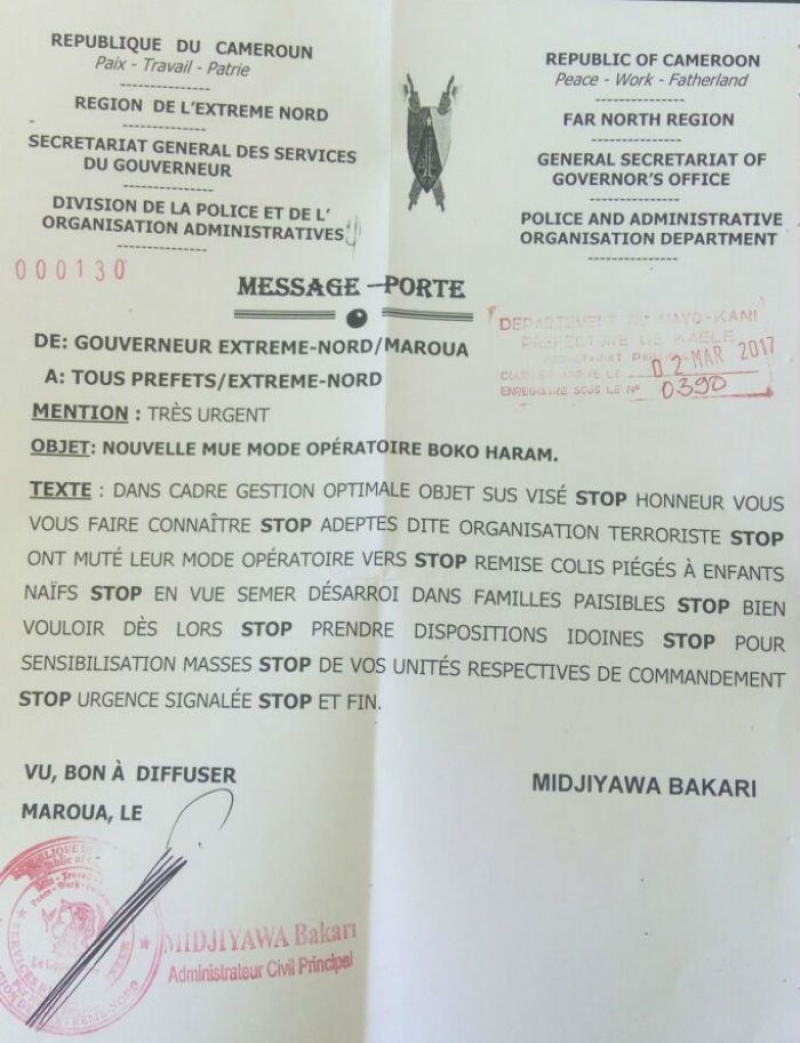 REPUBLIQUE DU CAMEROUN
Paix - Travail - Patrie
---------------
REGION DE L'EXTREME NORD
---------------
SECRETARIAT GENERAL DES SERVICES
DU GOUVERNEUR
---------------
DIVISION DE LA POLICE ET DE L'
ORGANISATION ADMINISTRATIVES
---------------
000130
REPUBLIC OF CAMEROON
Peace - Work - Fatherland
---------------
FAR NORTH REGION
---------------
GENERAL SECRETARIAT OF
GOVERNOR'S OFFICE
---------------
POLICE AND ADMINISTRATIVE
ORGANISATION DEPARTMENT
---------------
MESSAGE-PORTE
DEPARTEMENT DU MAYO-KANI
PREFECTURE DE KAELE
02 MAR 2017
ENREGISTRE SOUS LE N° 0390
DE: GOUVERNEUR EXTREME-NORD/MAROUA
A: TOUS PREFETS/EXTREME-NORD
MENTION : TRÈS URGENT
OBJET: NOUVELLE MUE MODE OPÉRATOIRE BOKO HARAM.
TEXTE : DANS CADRE GESTION OPTIMALE OBJET SUS VISÉ STOP HONNEUR VOUS
VOUS FAIRE CONNAÎTRE STOP ADEPTES DITE ORGANISATION TERRORISTE STOP
ONT MUTÉ LEUR MODE OPÉRATOIRE VERS STOP REMISE COLIS PIÉGÉS À ENFANTS
NAÏFS STOP EN VUE SEMER DÉSARROI DANS FAMILLES PAISIBLES STOP BIEN
VOULOIR DÈS LORS STOP PRENDRE DISPOSITIONS IDOINES STOP POUR
SENSIBILISATION MASSES STOP DE VOS UNITÉS RESPECTIVES DE COMMANDEMENT
STOP URGENCE SIGNALÉE STOP ET FIN.
VU, BON À DIFFUSER
MAROUA, LE
MIDJIYAWA BAKARI
MIDJIYAWA Bakari
Administrateur Civil Principal